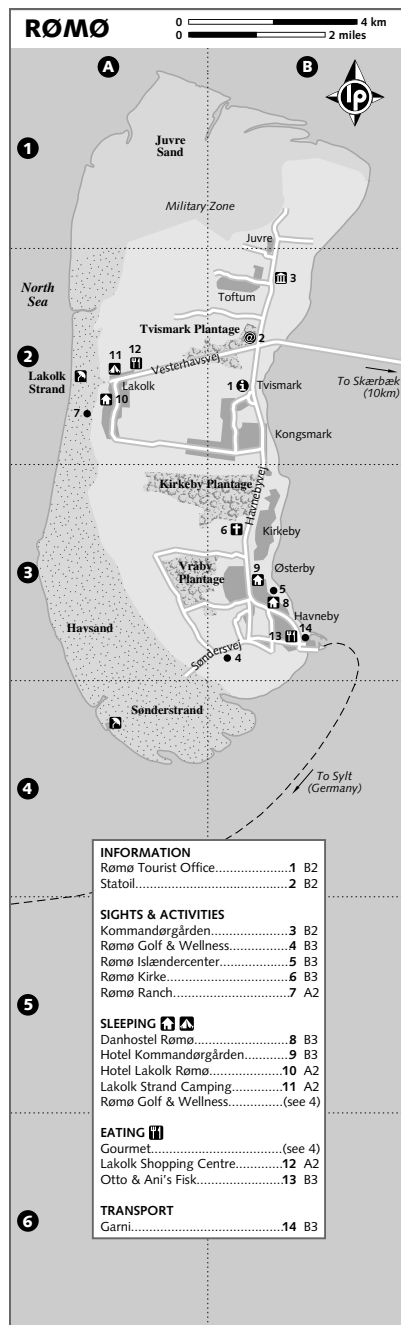 RØMØ
0 4 km
0 2 miles
A B
lp
1
Juvre
Sand
Military Zone
Juvre
North
Sea
3
Toftum
Tvismark Plantage
2
2
11 12
Vesterhavsvej
To Skærbæk
(10km)
Lakolk
Strand
Lakolk
10
1 Tvismark
7
Kongsmark
Kirkeby Plantage
Havnebyvej
6 Kirkeby
3
Vråby
Plantage
9 Østerby
5
8
Havneby
13 14
Havsand
Søndersvej
4
Sønderstrand
4
To Sylt
(Germany)
INFORMATION
Rømø Tourist Office.....................1 B2
Statoil..........................................2 B2
SIGHTS & ACTIVITIES
Kommandørgården......................3 B2
Rømø Golf & Wellness.................4 B3
Rømø Islændercenter...................5 B3
Rømø Kirke..................................6 B3
Rømø Ranch................................7 A2
5
SLEEPING
Danhostel Rømø..........................8 B3
Hotel Kommandørgården.............9 B3
Hotel Lakolk Rømø....................10 A2
Lakolk Strand Camping..............11 A2
Rømø Golf & Wellness............(see 4)
EATING
Gourmet.................................(see 4)
Lakolk Shopping Centre.............12 A2
Otto & Ani's Fisk........................13 B3
6
TRANSPORT
Garni..........................................14 B3